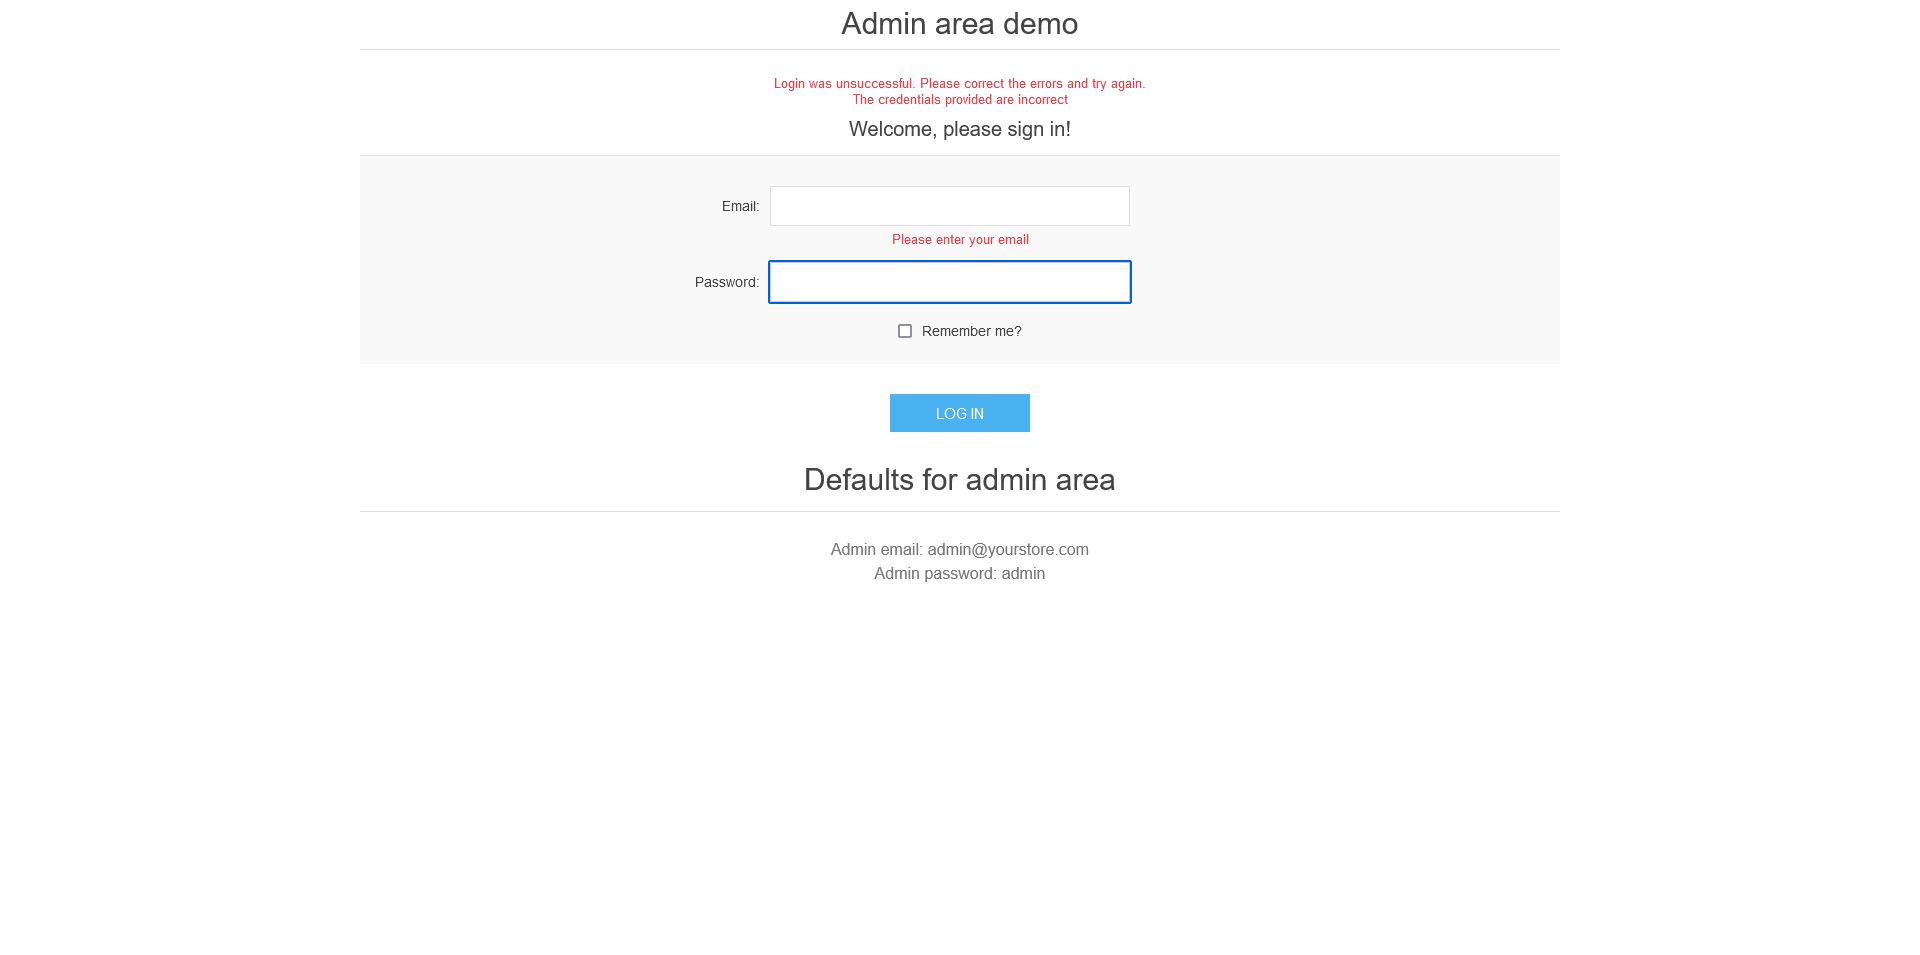 Admin area demo
Login was unsuccessful. Please correct the errors and try again.
The credentials provided are incorrect
Welcome, please sign in!
Email:
Please enter your email
Password:
Remember me?
LOG IN
Defaults for admin area
Admin email: admin@yourstore.com
Admin password: admin